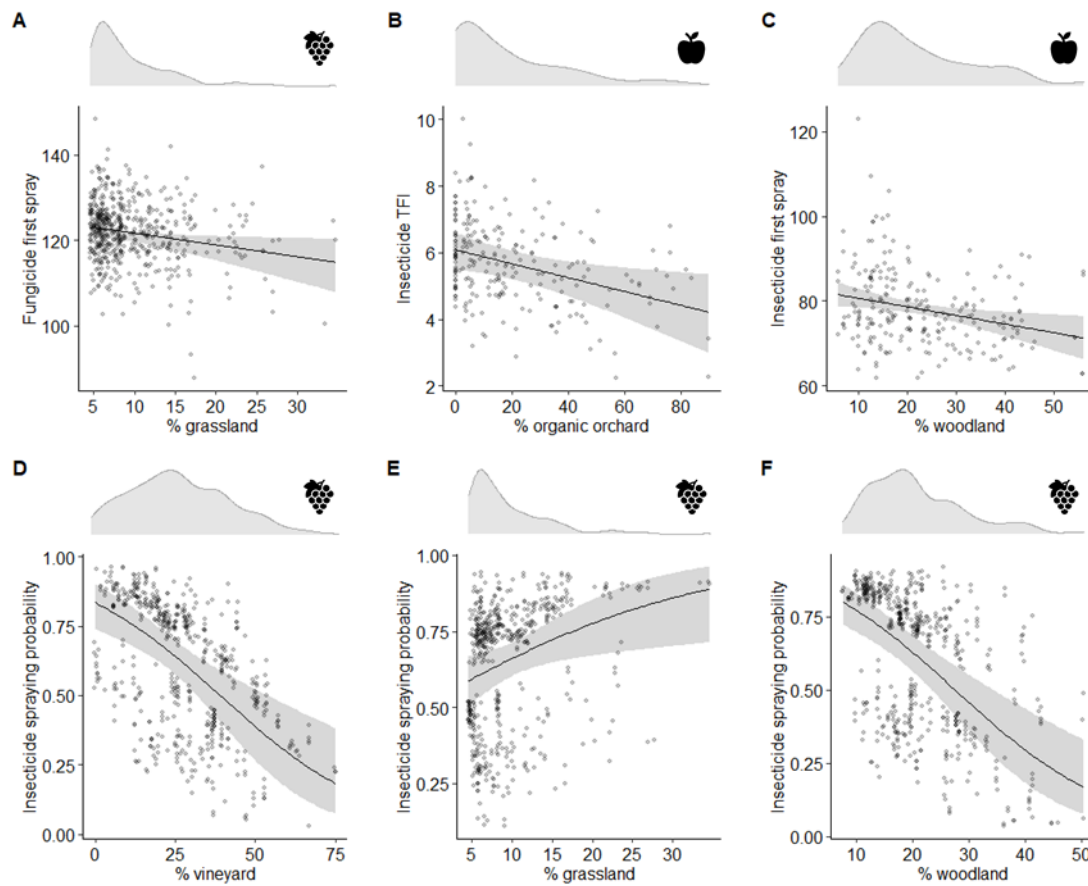 A
B
C
Fungicide first spray
140
120
100
5 10 15 20 25 30
% grassland
Insecticide TFI
10
8
6
4
2
0 20 40 60 80
% organic orchard
Insecticide first spray
120
100
80
60
10 20 30 40 50
% woodland
D
E
F
Insecticide spraying probability
1.00
0.75
0.50
0.25
0.00
0 25 50 75
% vineyard
Insecticide spraying probability
1.00
0.75
0.50
0.25
5 10 15 20 25 30
% grassland
Insecticide spraying probability
1.00
0.75
0.50
0.25
0.00
10 20 30 40 50
% woodland